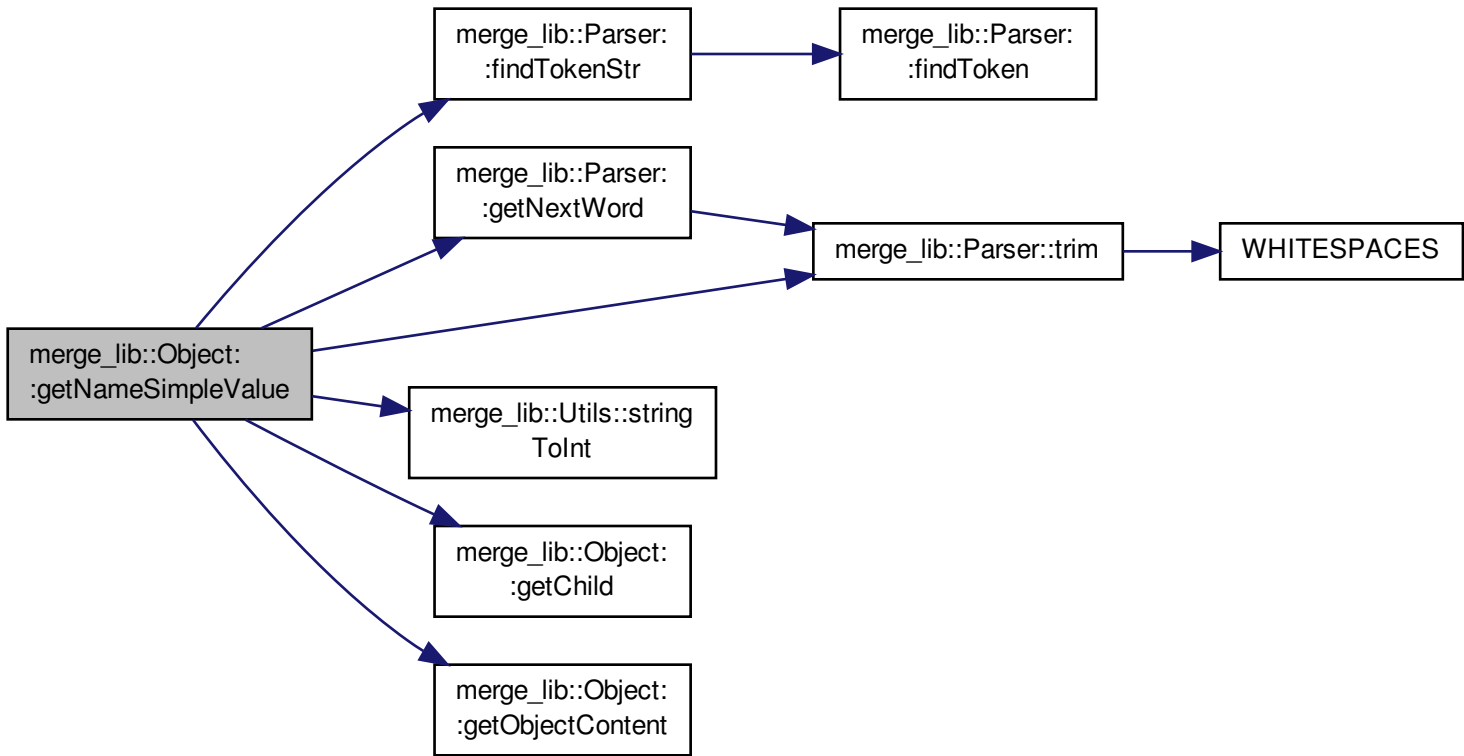 merge_lib::Parser:
:findTokenStr
merge_lib::Parser:
:findToken
merge_lib::Parser:
:getNextWord
merge_lib::Parser::trim
WHITESPACES
merge_lib::Object:
:getNameSimpleValue
merge_lib::Utils::string
ToInt
merge_lib::Object:
:getChild
merge_lib::Object:
:getObjectContent